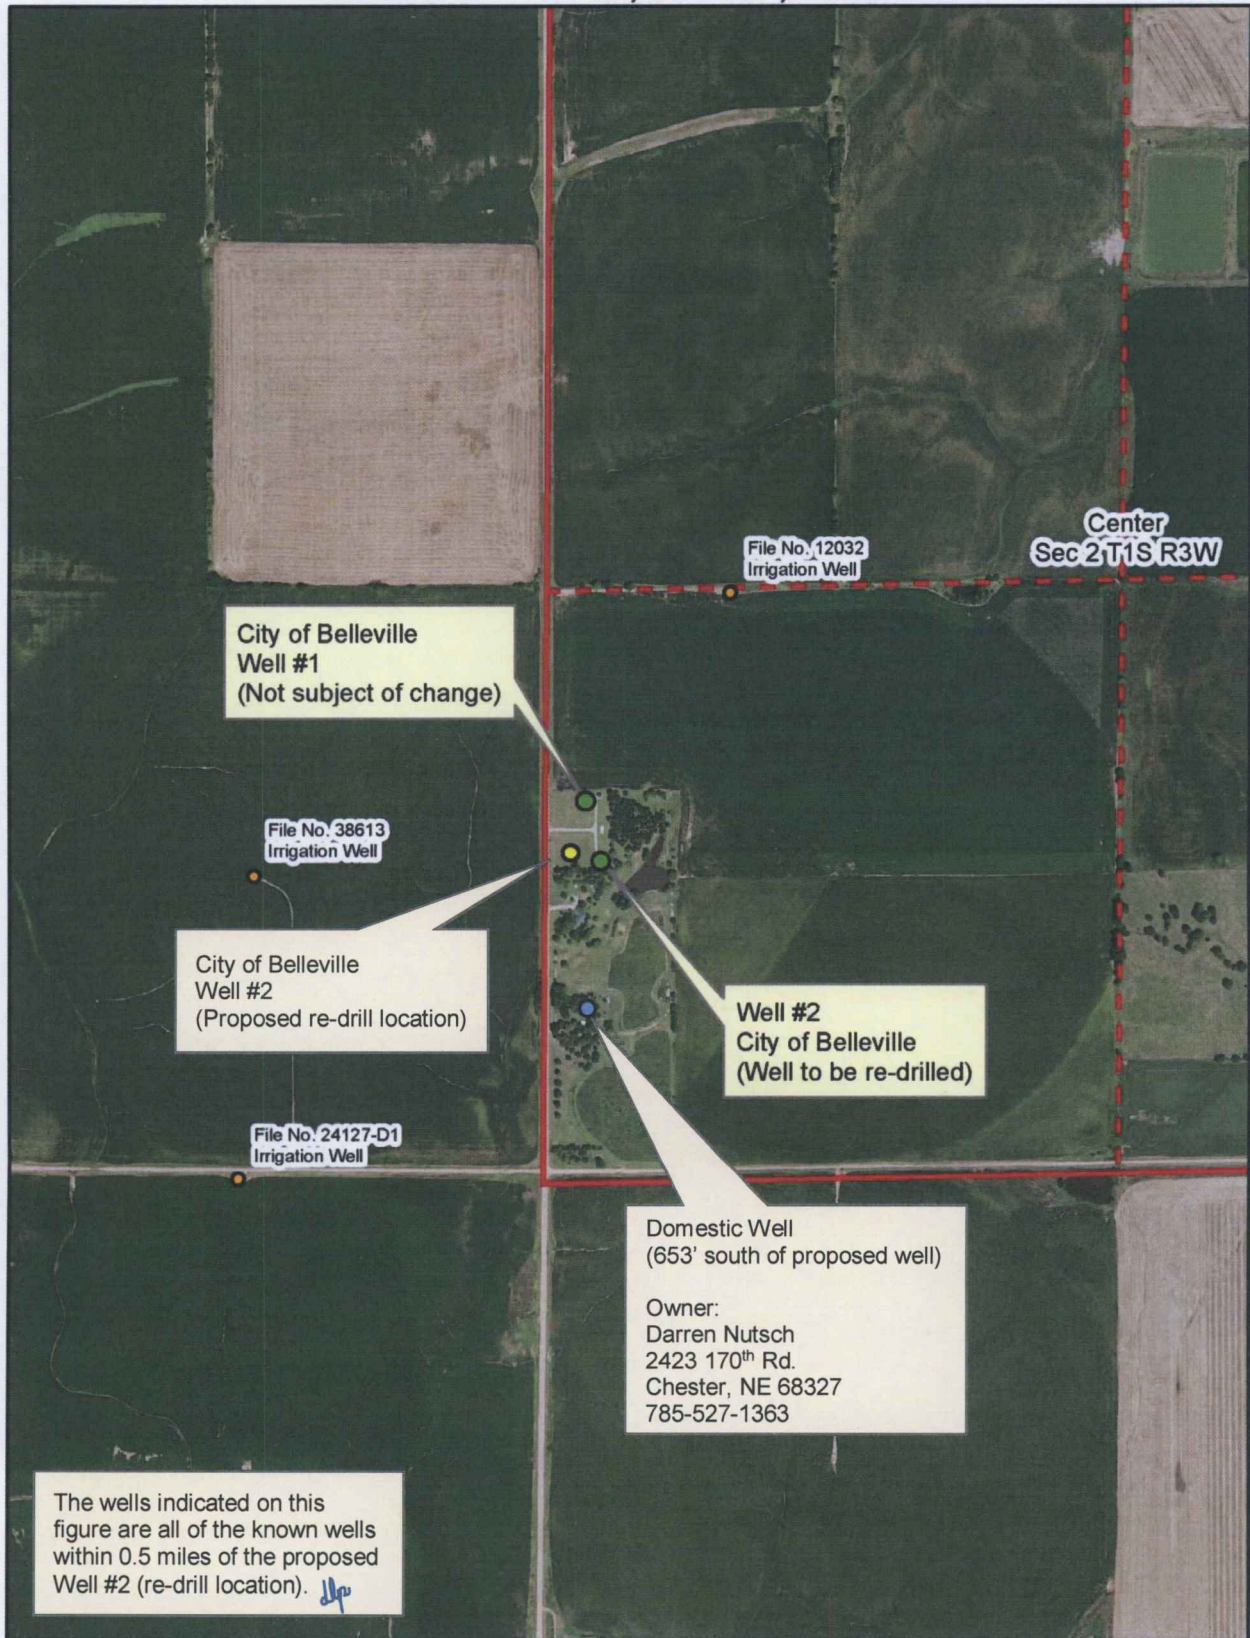 Center
Sec 2 T1S R3W
File No. 12032
Irrigation Well
City of Belleville
Well #1
(Not subject of change)
File No. 38613
Irrigation Well
City of Belleville
Well #2
(Proposed re-drill location)
Well #2
City of Belleville
(Well to be re-drilled)
File No. 24127-D1
Irrigation Well
Domestic Well
(653' south of proposed well)
Owner:
Darren Nutsch
2423 170th Rd.
Chester, NE 68327
785-527-1363
The wells indicated on this
figure are all of the known wells
within 0.5 miles of the proposed
Well #2 (re-drill location).